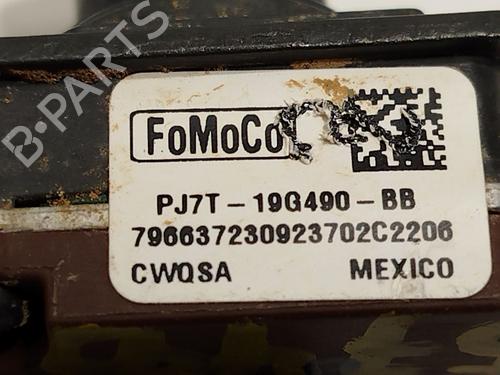 B-PARTS
FoMoCo
PJ7T-19G490-BB
796637230923702C2206
CWQSA MEXICO